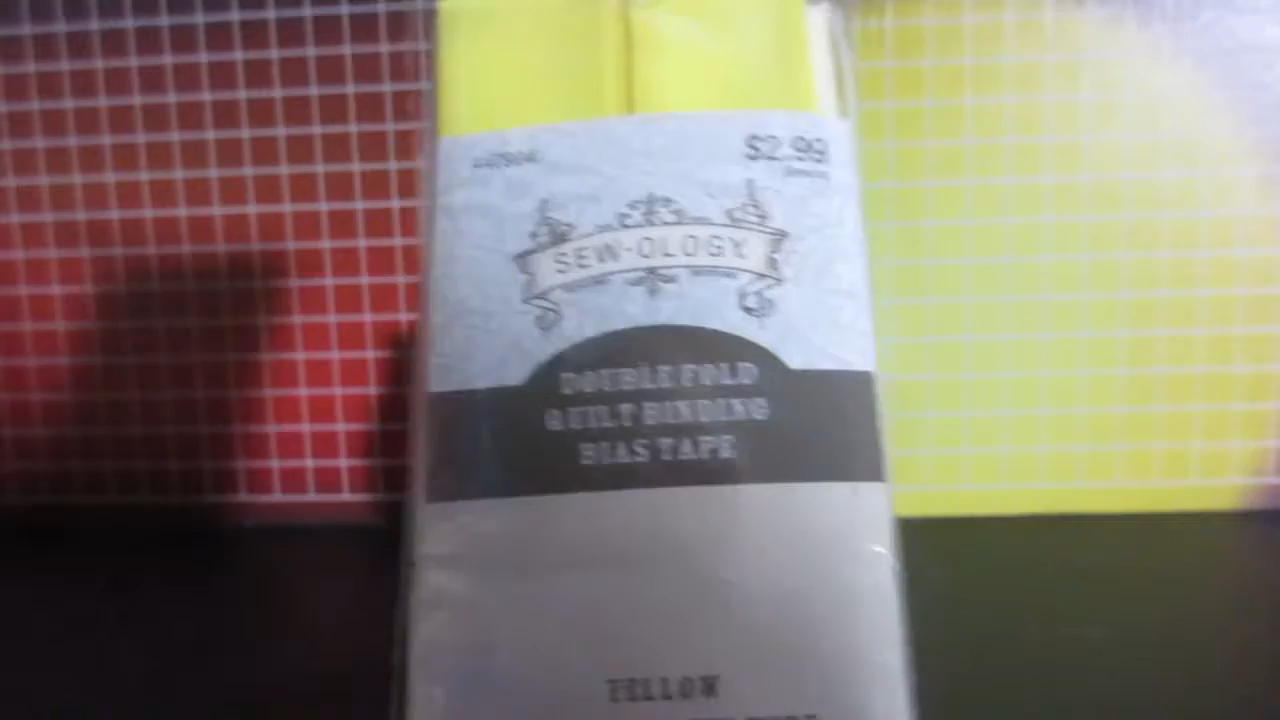 $2.99
SEW-OLOGY
DOUBLE FOLD
QUILT BINDING
BIAS TAPE
YELLOW